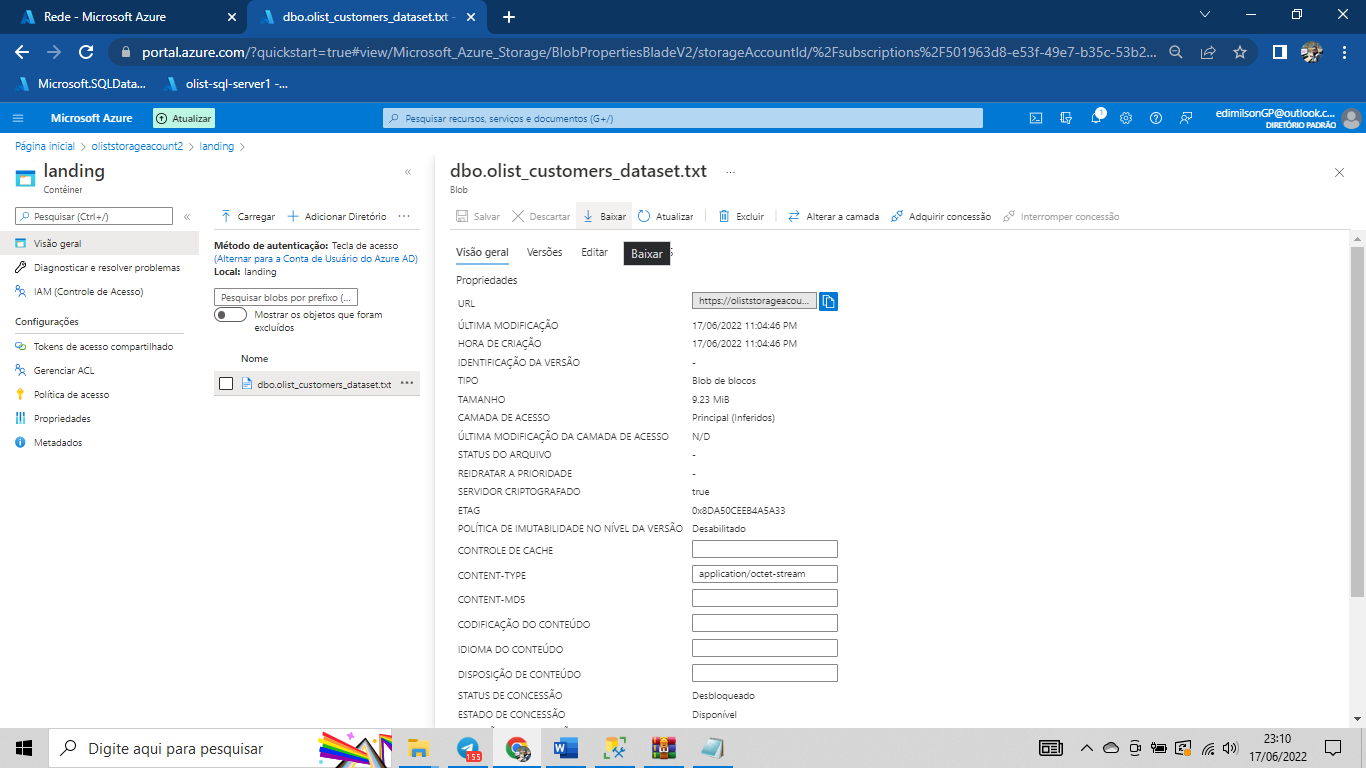 Rede - Microsoft Azure
dbo.olist_customers_dataset.txt -
portal.azure.com/?quickstart=true#view/Microsoft_Azure_Storage/BlobPropertiesBladeV2/storageAccountId/%2Fsubscriptions%2F501963d8-e53f-49e7-b35c-53b2...
Microsoft.SQLData...
olist-sql-server1 -...
Microsoft Azure
Atualizar
Pesquisar recursos, serviços e documentos (G+/)
1
edimilsonGP@outlook.c...
DIRETÓRIO PADRÃO
Página inicial > oliststorageacount2 > landing >
landing
Contêiner
Pesquisar (Ctrl+/)
Visão geral
Diagnosticar e resolver problemas
IAM (Controle de Acesso)
Configurações
Tokens de acesso compartilhado
Gerenciar ACL
Política de acesso
Propriedades
Metadados
Carregar
Adicionar Diretório
...
Método de autenticação: Tecla de acesso
(Alternar para a Conta de Usuário do Azure AD)
Local: landing
Pesquisar blobs por prefixo (...
Mostrar os objetos que foram
excluídos
Nome
dbo.olist_customers_dataset.txt ...
dbo.olist_customers_dataset.txt ...
Blob
Salvar
Descartar
Baixar
Atualizar
Excluir
Alterar a camada
Adquirir concessão
Interromper concessão
Visão geral
Versões
Editar
Baixar
Propriedades
URL https://oliststorageacou...
ÚLTIMA MODIFICAÇÃO 17/06/2022 11:04:46 PM
HORA DE CRIAÇÃO 17/06/2022 11:04:46 PM
IDENTIFICAÇÃO DA VERSÃO -
TIPO Blob de blocos
TAMANHO 9.23 MiB
CAMADA DE ACESSO Principal (Inferidos)
ÚLTIMA MODIFICAÇÃO DA CAMADA DE ACESSO N/D
STATUS DO ARQUIVO -
REIDRATAR A PRIORIDADE -
SERVIDOR CRIPTOGRAFADO true
ETAG 0x8DA50CEEB4A5A33
POLÍTICA DE IMUTABILIDADE NO NÍVEL DA VERSÃO Desabilitado
CONTROLE DE CACHE
CONTENT-TYPE application/octet-stream
CONTENT-MD5
CODIFICAÇÃO DO CONTEÚDO
IDIOMA DO CONTEÚDO
DISPOSIÇÃO DE CONTEÚDO
STATUS DE CONCESSÃO Desbloqueado
ESTADO DE CONCESSÃO Disponível
Digite aqui para pesquisar
155
23:10
17/06/2022